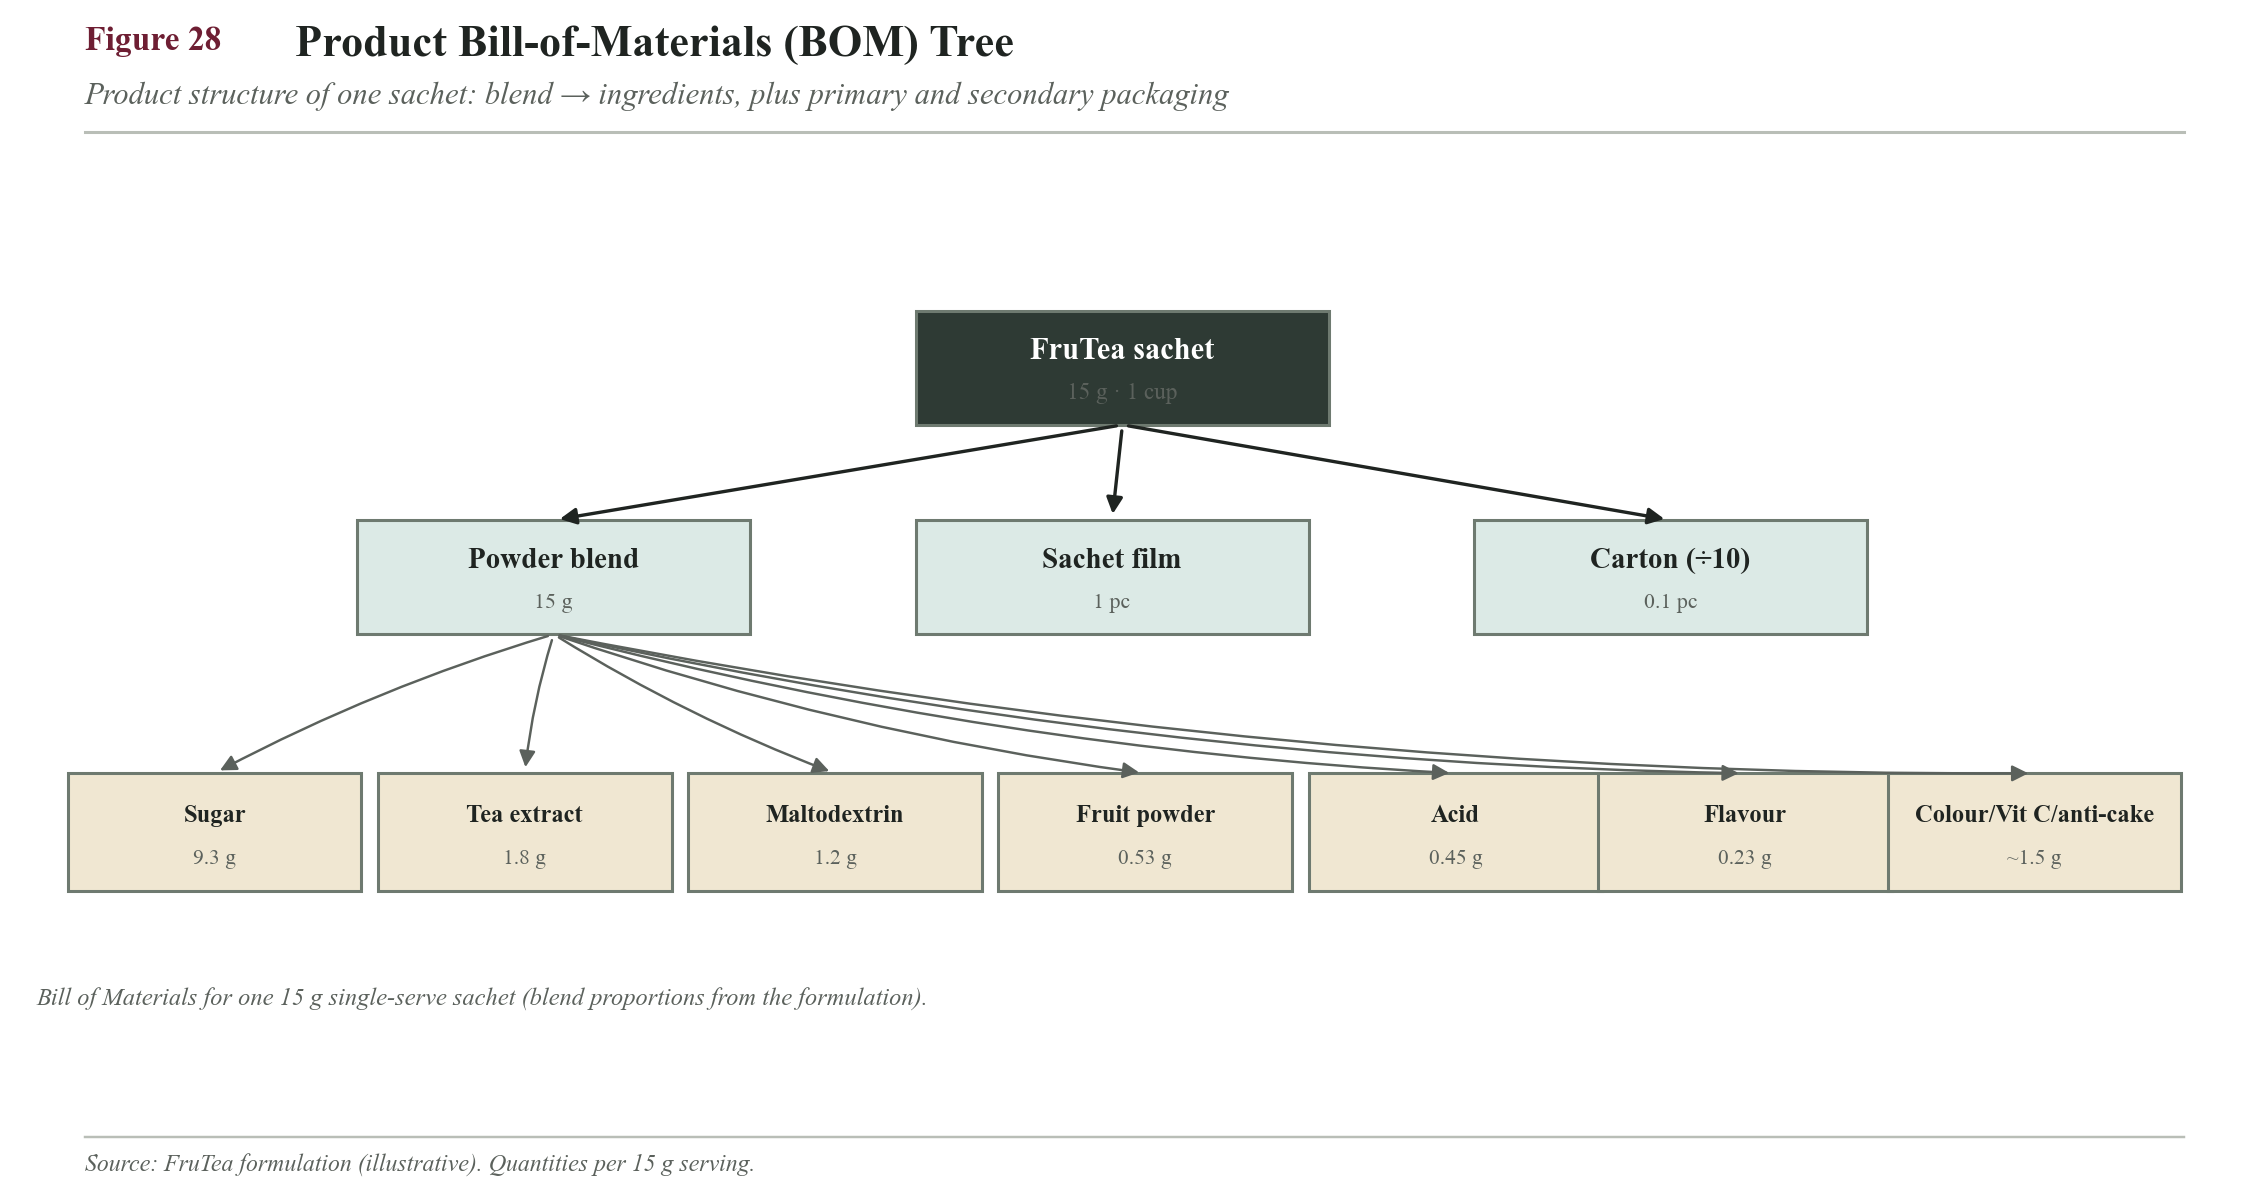 Figure 28 Product Bill-of-Materials (BOM) Tree
Product structure of one sachet: blend → ingredients, plus primary and secondary packaging
FruTea sachet
15 g · 1 cup
Powder blend
15 g
Sachet film
1 pc
Carton (÷10)
0.1 pc
Sugar
9.3 g
Tea extract
1.8 g
Maltodextrin
1.2 g
Fruit powder
0.53 g
Acid
0.45 g
Flavour
0.23 g
Colour/Vit C/anti-cake
~1.5 g
Bill of Materials for one 15 g single-serve sachet (blend proportions from the formulation).
Source: FruTea formulation (illustrative). Quantities per 15 g serving.